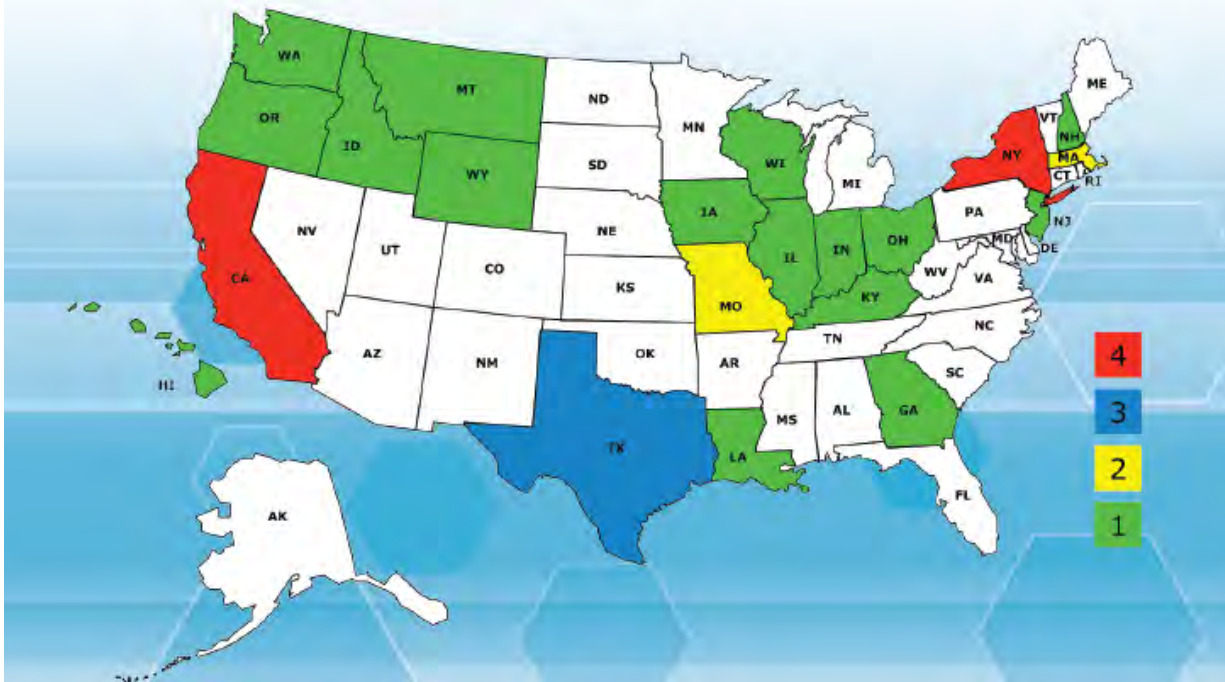 WA
MT
ND
MN
ME
VT
NH
OR
ID
SD
WI
NY
MA
CT
RI
WY
MI
IA
PA
NJ
NV
NE
OH
MD
DE
UT
CO
IL
IN
WV
VA
CA
KS
MO
KY
NC
TN
AZ
NM
OK
AR
SC
4
HI
MS
AL
GA
3
TX
LA
2
FL
AK
1